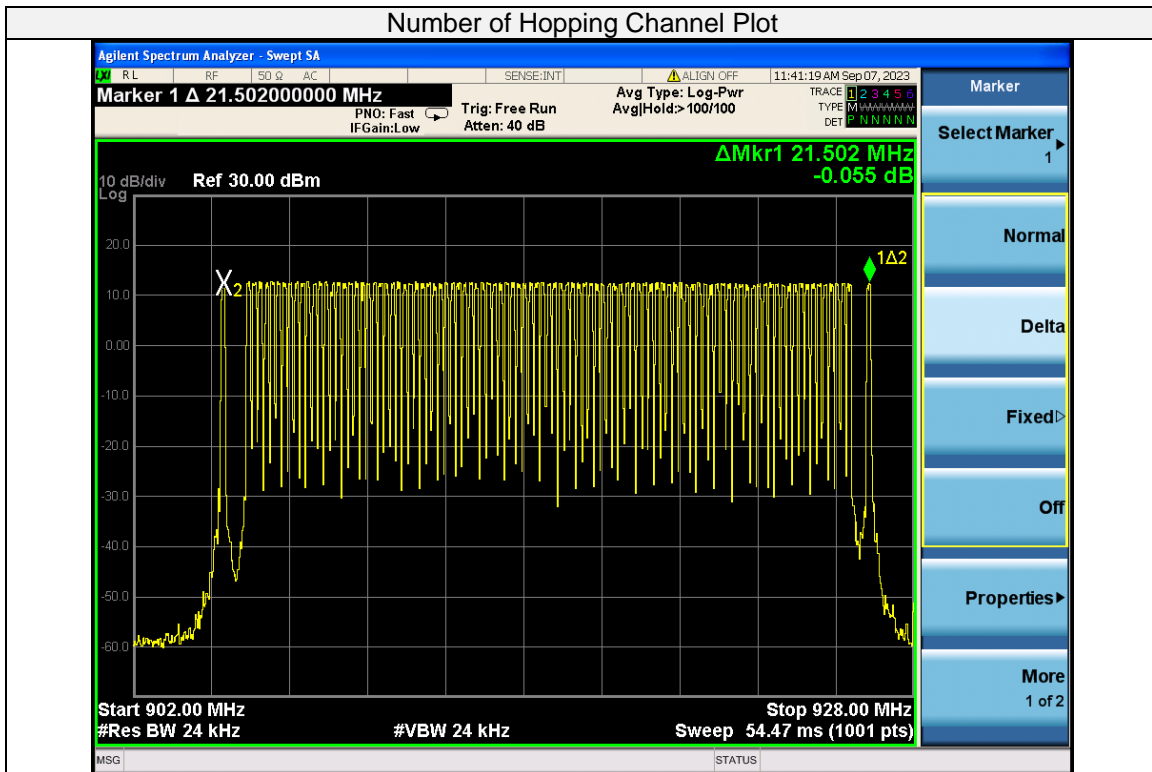 Number of Hopping Channel Plot
Agilent Spectrum Analyzer - Swept SA
LXI RL RF 50 Ω AC SENSE:INT ALIGN OFF 11:41:19 AM Sep 07, 2023
Marker 1 Δ 21.502000000 MHz
PNO: Fast
IFGain:Low
Trig: Free Run
Atten: 40 dB
Avg Type: Log-Pwr
Avg|Hold:>100/100
TRACE 1 2 3 4 5 6
TYPE M
DET P N N N N N
ΔMkr1 21.502 MHz
-0.055 dB
10 dB/div Ref 30.00 dBm
Log
20.0
10.0
0.00
-10.0
-20.0
-30.0
-40.0
-50.0
-60.0
X2
1Δ2
Start 902.00 MHz Stop 928.00 MHz
#Res BW 24 kHz #VBW 24 kHz Sweep 54.47 ms (1001 pts)
MSG STATUS
Marker
Select Marker
1
Normal
Delta
Fixed
Off
Properties
More
1 of 2